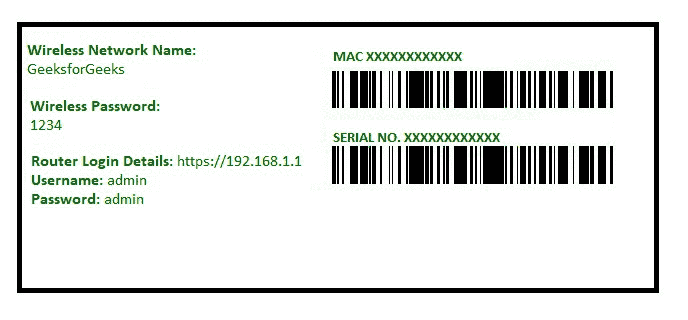 Wireless Network Name:
GeeksforGeeks
Wireless Password:
1234
Router Login Details: https://192.168.1.1
Username: admin
Password: admin
MAC XXXXXXXXXXXX
SERIAL NO. XXXXXXXXXXXX